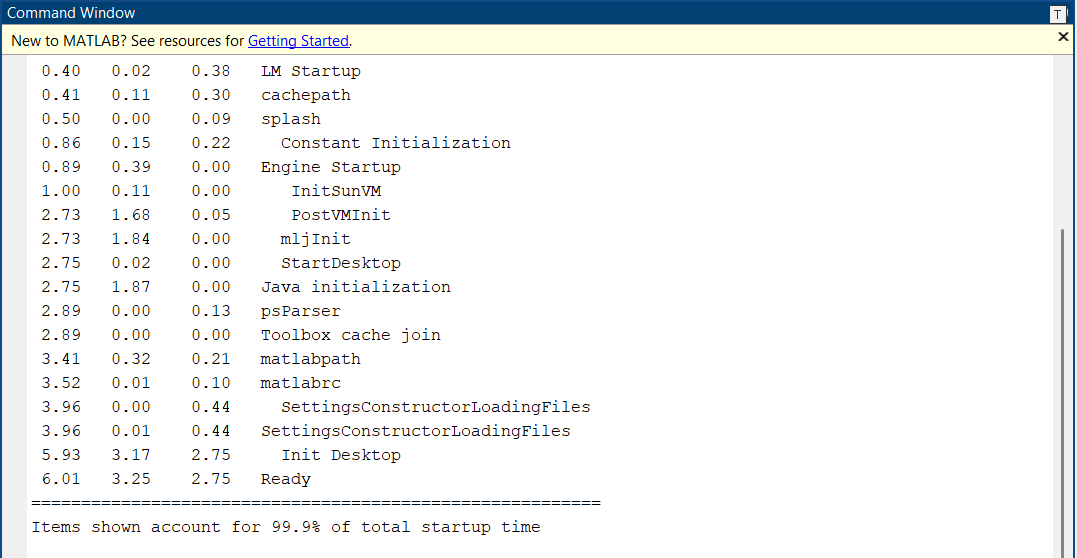 Command Window
T
New to MATLAB? See resources for Getting Started.
0.40 0.02 0.38 LM Startup
0.41 0.11 0.30 cachepath
0.50 0.00 0.09 splash
0.86 0.15 0.22 Constant Initialization
0.89 0.39 0.00 Engine Startup
1.00 0.11 0.00 InitSunVM
2.73 1.68 0.05 PostVMInit
2.73 1.84 0.00 mljInit
2.75 0.02 0.00 StartDesktop
2.75 1.87 0.00 Java initialization
2.89 0.00 0.13 psParser
2.89 0.00 0.00 Toolbox cache join
3.41 0.32 0.21 matlabpath
3.52 0.01 0.10 matlabrc
3.96 0.00 0.44 SettingsConstructorLoadingFiles
3.96 0.01 0.44 SettingsConstructorLoadingFiles
5.93 3.17 2.75 Init Desktop
6.01 3.25 2.75 Ready
=========================================================
Items shown account for 99.9% of total startup time